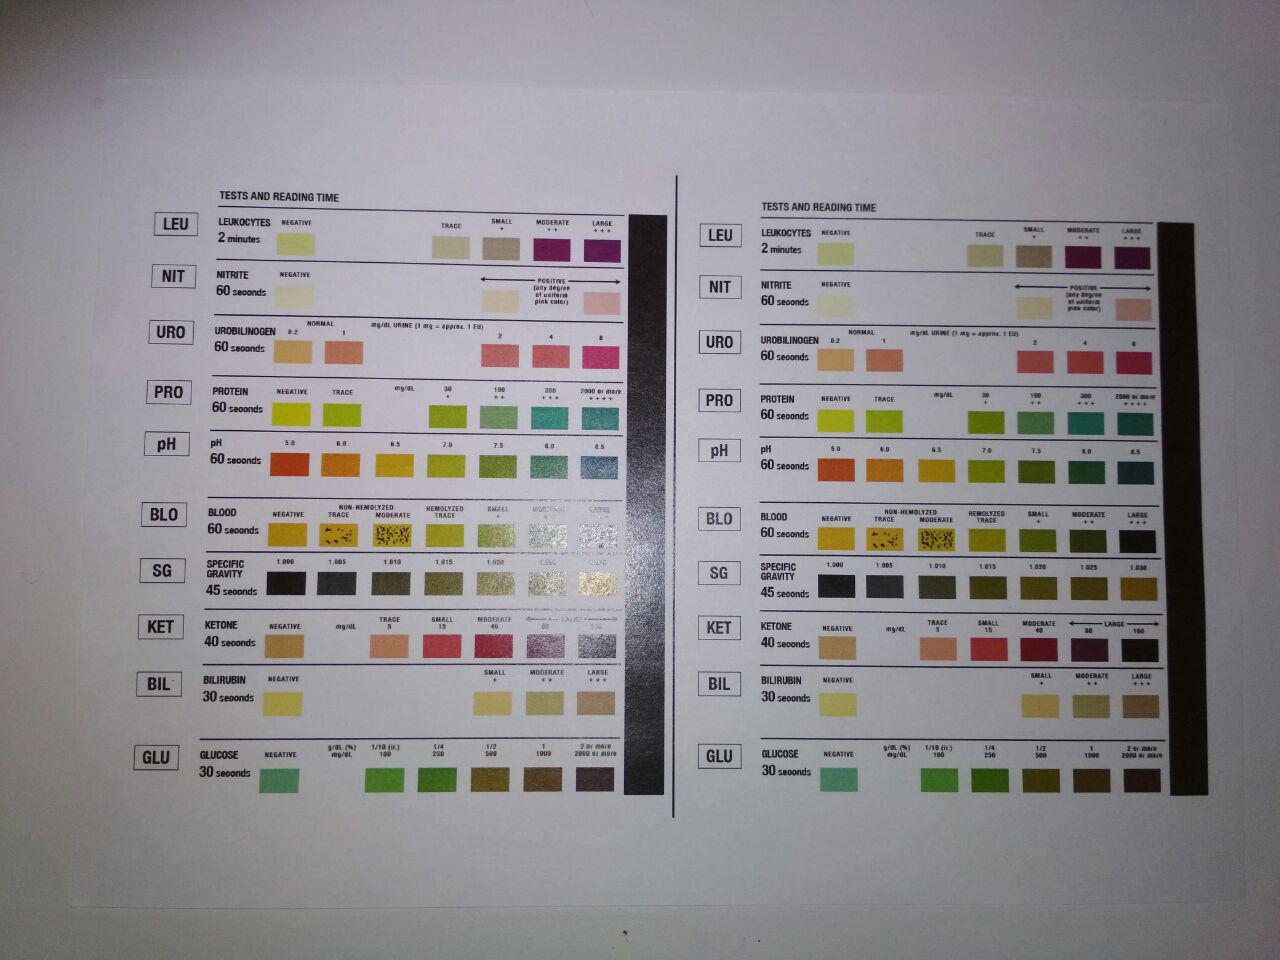 TESTS AND READING TIME
LEU
LEUKOCYTES
2 minutes
NEGATIVE TRACE SMALL + MODERATE ++ LARGE +++
NIT
NITRITE
60 seconds
NEGATIVE
POSITIVE
(any degree
of uniform
pink color)
URO
UROBILINOGEN
60 seconds
NORMAL mg/dL URINE (1 mg = approx. 1 EU)
0.2 1 2 4 8
PRO
PROTEIN
60 seconds
NEGATIVE TRACE mg/dL 30 + 100 ++ 300 +++ 2000 or more ++++
pH
pH
60 seconds
5.0 6.0 6.5 7.0 7.5 8.0 8.5
BLO
BLOOD
60 seconds
NON-HEMOLYZED HEMOLYZED
NEGATIVE TRACE MODERATE TRACE SMALL + MODERATE ++ LARGE +++
SG
SPECIFIC
GRAVITY
45 seconds
1.000 1.005 1.010 1.015 1.020
KET
KETONE
40 seconds
NEGATIVE mg/dL TRACE 5 SMALL 15 MODERATE 40 LARGE 80 160
BIL
BILIRUBIN
30 seconds
NEGATIVE SMALL + MODERATE ++ LARGE +++
GLU
GLUCOSE
30 seconds
g/dL (%) 1/10 (tr.) 1/4 1/2 1 2 or more
NEGATIVE mg/dL 100 250 500 1000 2000 or more
TESTS AND READING TIME
LEU
LEUKOCYTES
2 minutes
NEGATIVE TRACE SMALL + MODERATE ++ LARGE +++
NIT
NITRITE
60 seconds
NEGATIVE
POSITIVE
(any degree
of uniform
pink color)
URO
UROBILINOGEN
60 seconds
NORMAL mg/dL URINE (1 mg = approx. 1 EU)
0.2 1 2 4 8
PRO
PROTEIN
60 seconds
NEGATIVE TRACE mg/dL 30 + 100 ++ 300 +++ 2000 or more ++++
pH
pH
60 seconds
5.0 6.0 6.5 7.0 7.5 8.0 8.5
BLO
BLOOD
60 seconds
NON-HEMOLYZED HEMOLYZED
NEGATIVE TRACE MODERATE TRACE SMALL + MODERATE ++ LARGE +++
SG
SPECIFIC
GRAVITY
45 seconds
1.000 1.005 1.010 1.015 1.020 1.025 1.030
KET
KETONE
40 seconds
NEGATIVE mg/dL TRACE 5 SMALL 15 MODERATE 40 LARGE 80 160
BIL
BILIRUBIN
30 seconds
NEGATIVE SMALL + MODERATE ++ LARGE +++
GLU
GLUCOSE
30 seconds
g/dL (%) 1/10 (tr.) 1/4 1/2 1 2 or more
NEGATIVE mg/dL 100 250 500 1000 2000 or more